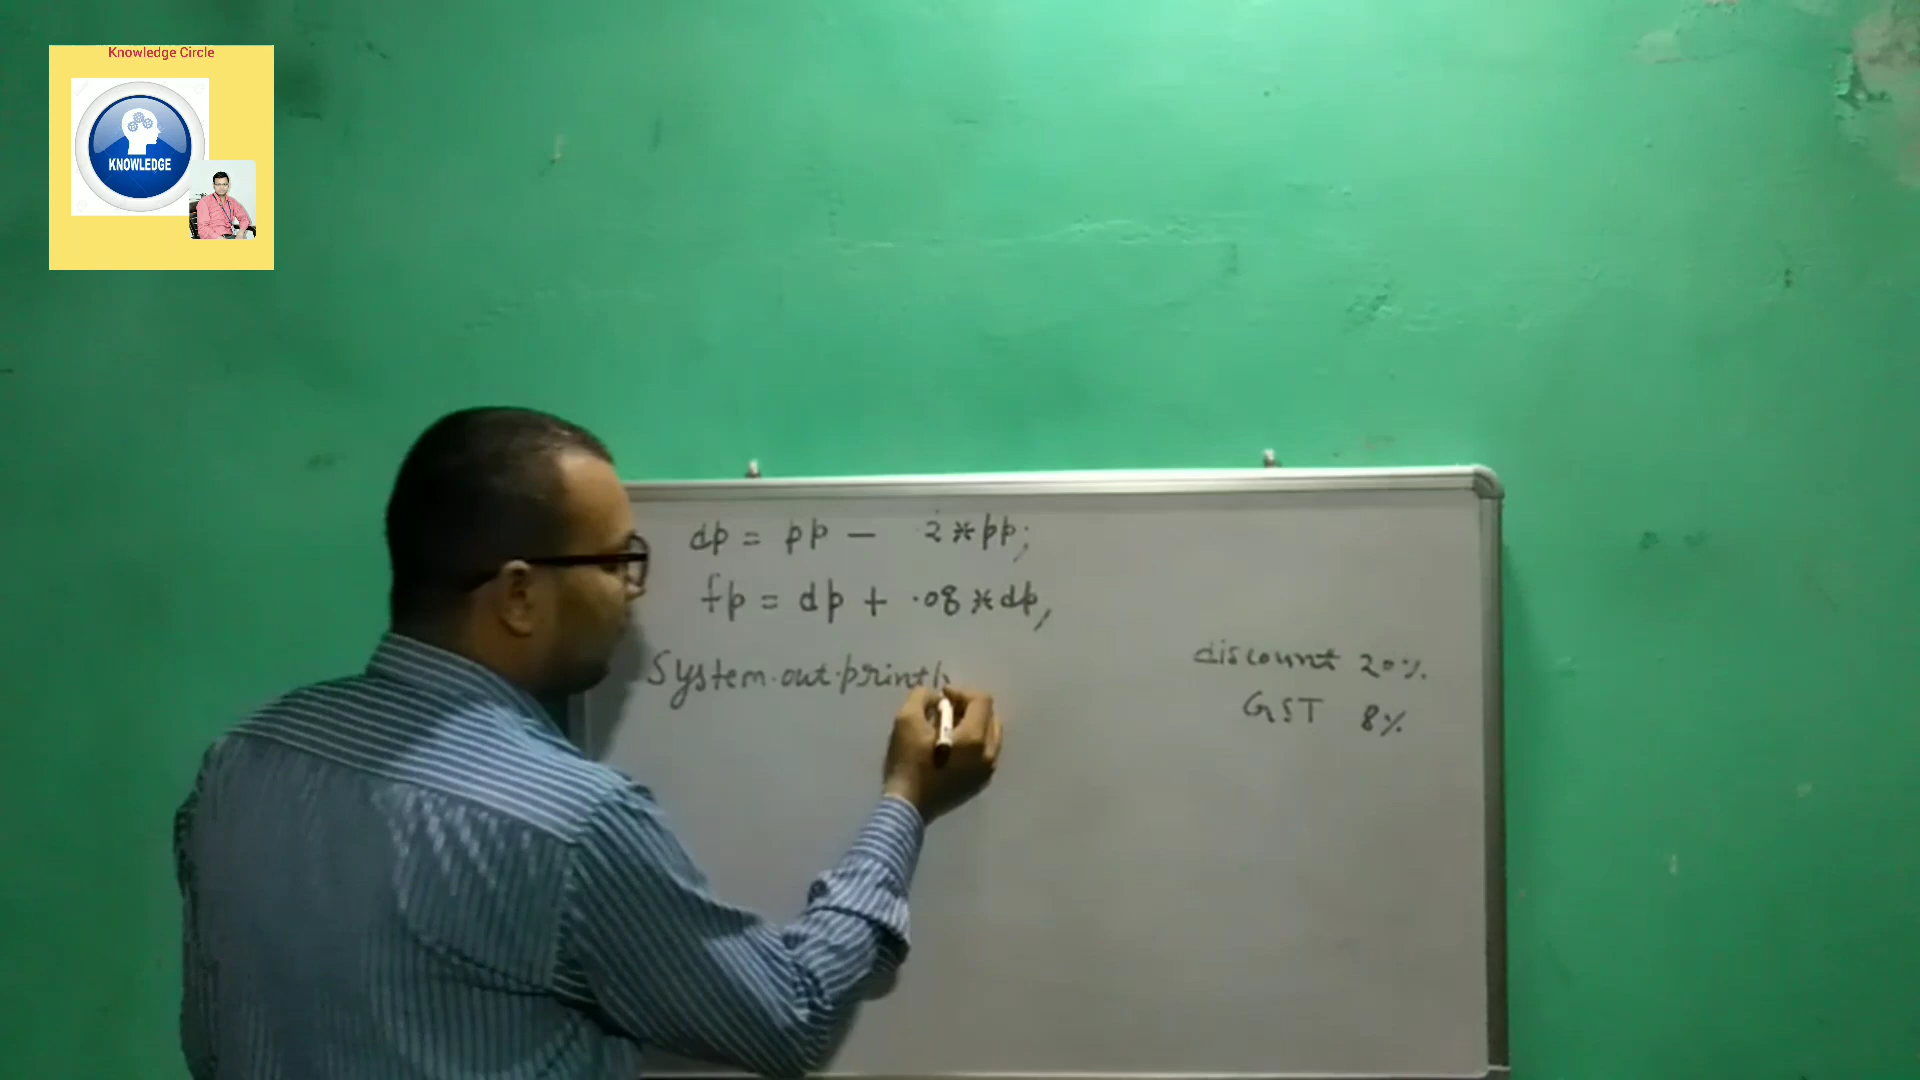 Knowledge Circle
KNOWLEDGE
dp = pp - .2*pp;
fp = dp + .08*dp;
System.out.println
discount 20%
GST 8%